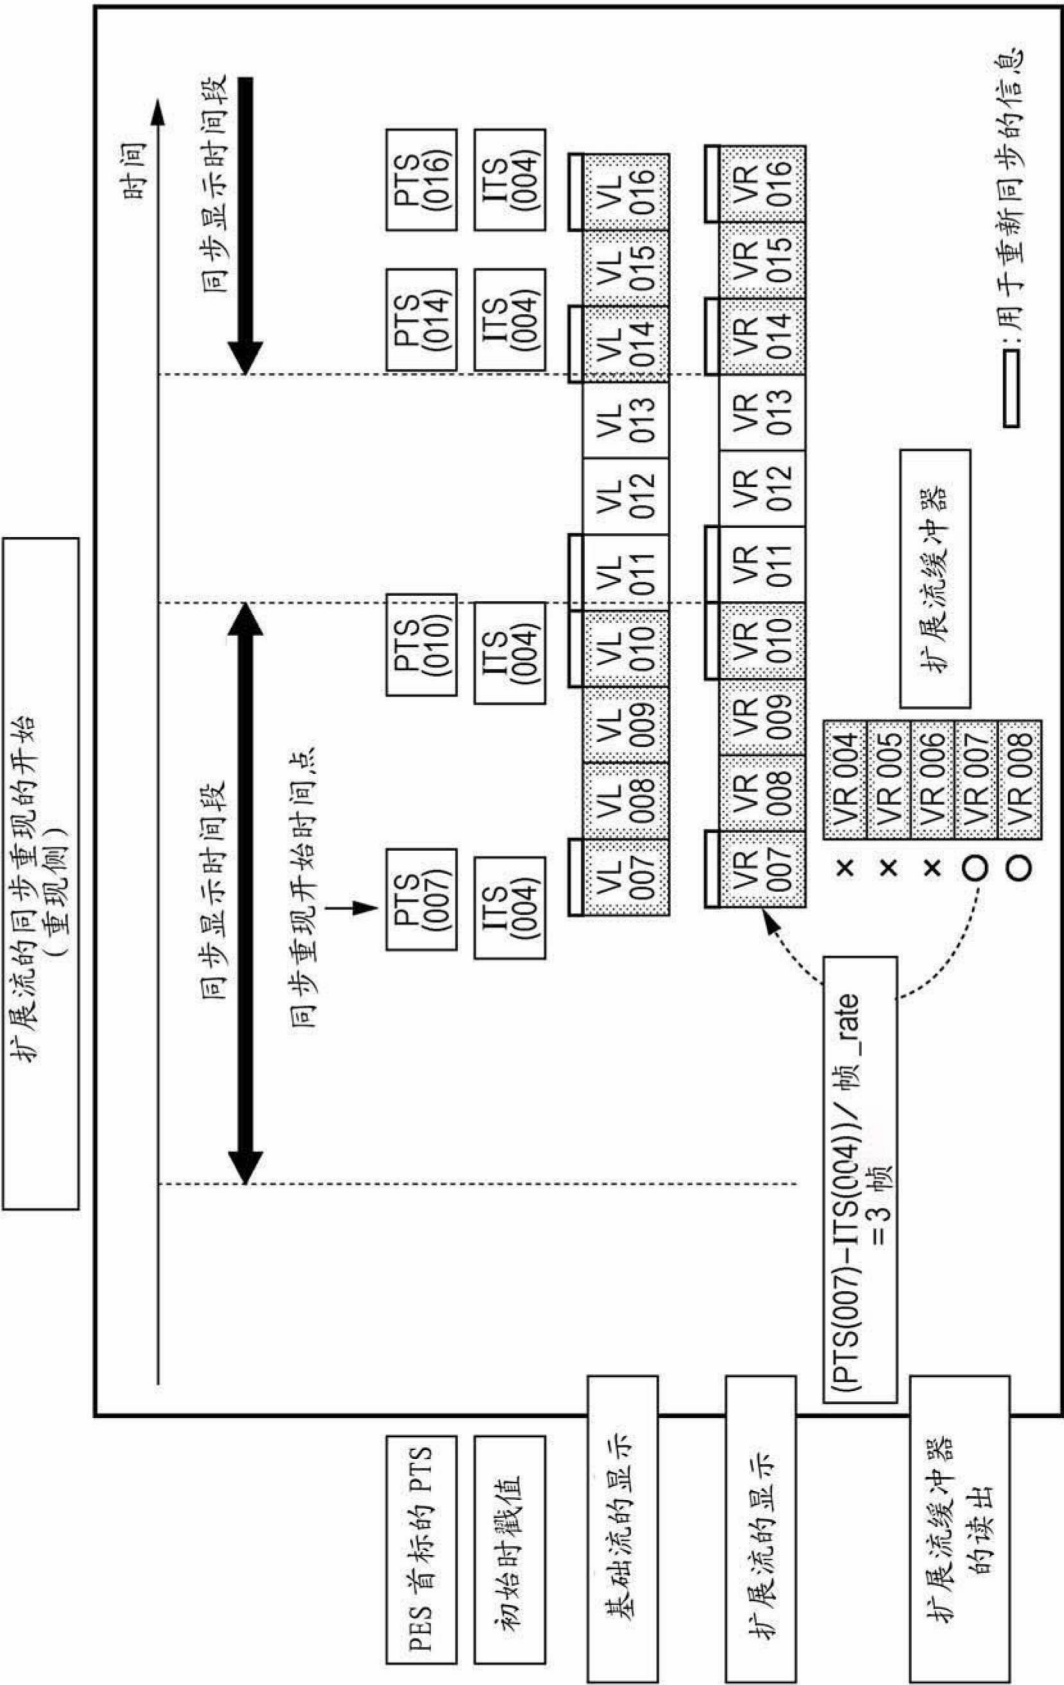 扩展流的同步重现的开始
(重现侧)
时间
同步显示时间段
同步显示时间段
同步重现开始时间点
PES 首标的 PTS
PTS
(007)
PTS
(010)
PTS
(014)
PTS
(016)
初始时戳值
ITS
(004)
ITS
(004)
ITS
(004)
ITS
(004)
基础流的显示
VL
007
VL
008
VL
009
VL
010
VL
011
VL
012
VL
013
VL
014
VL
015
VL
016
扩展流的显示
VR
007
VR
008
VR
009
VR
010
VR
011
VR
012
VR
013
VR
014
VR
015
VR
016
扩展流缓冲器
的读出
(PTS(007)−ITS(004))/ 帧 _rate
=3 帧
× VR 004
× VR 005
× VR 006
○ VR 007
○ VR 008
扩展流缓冲器
:用于重新同步的信息